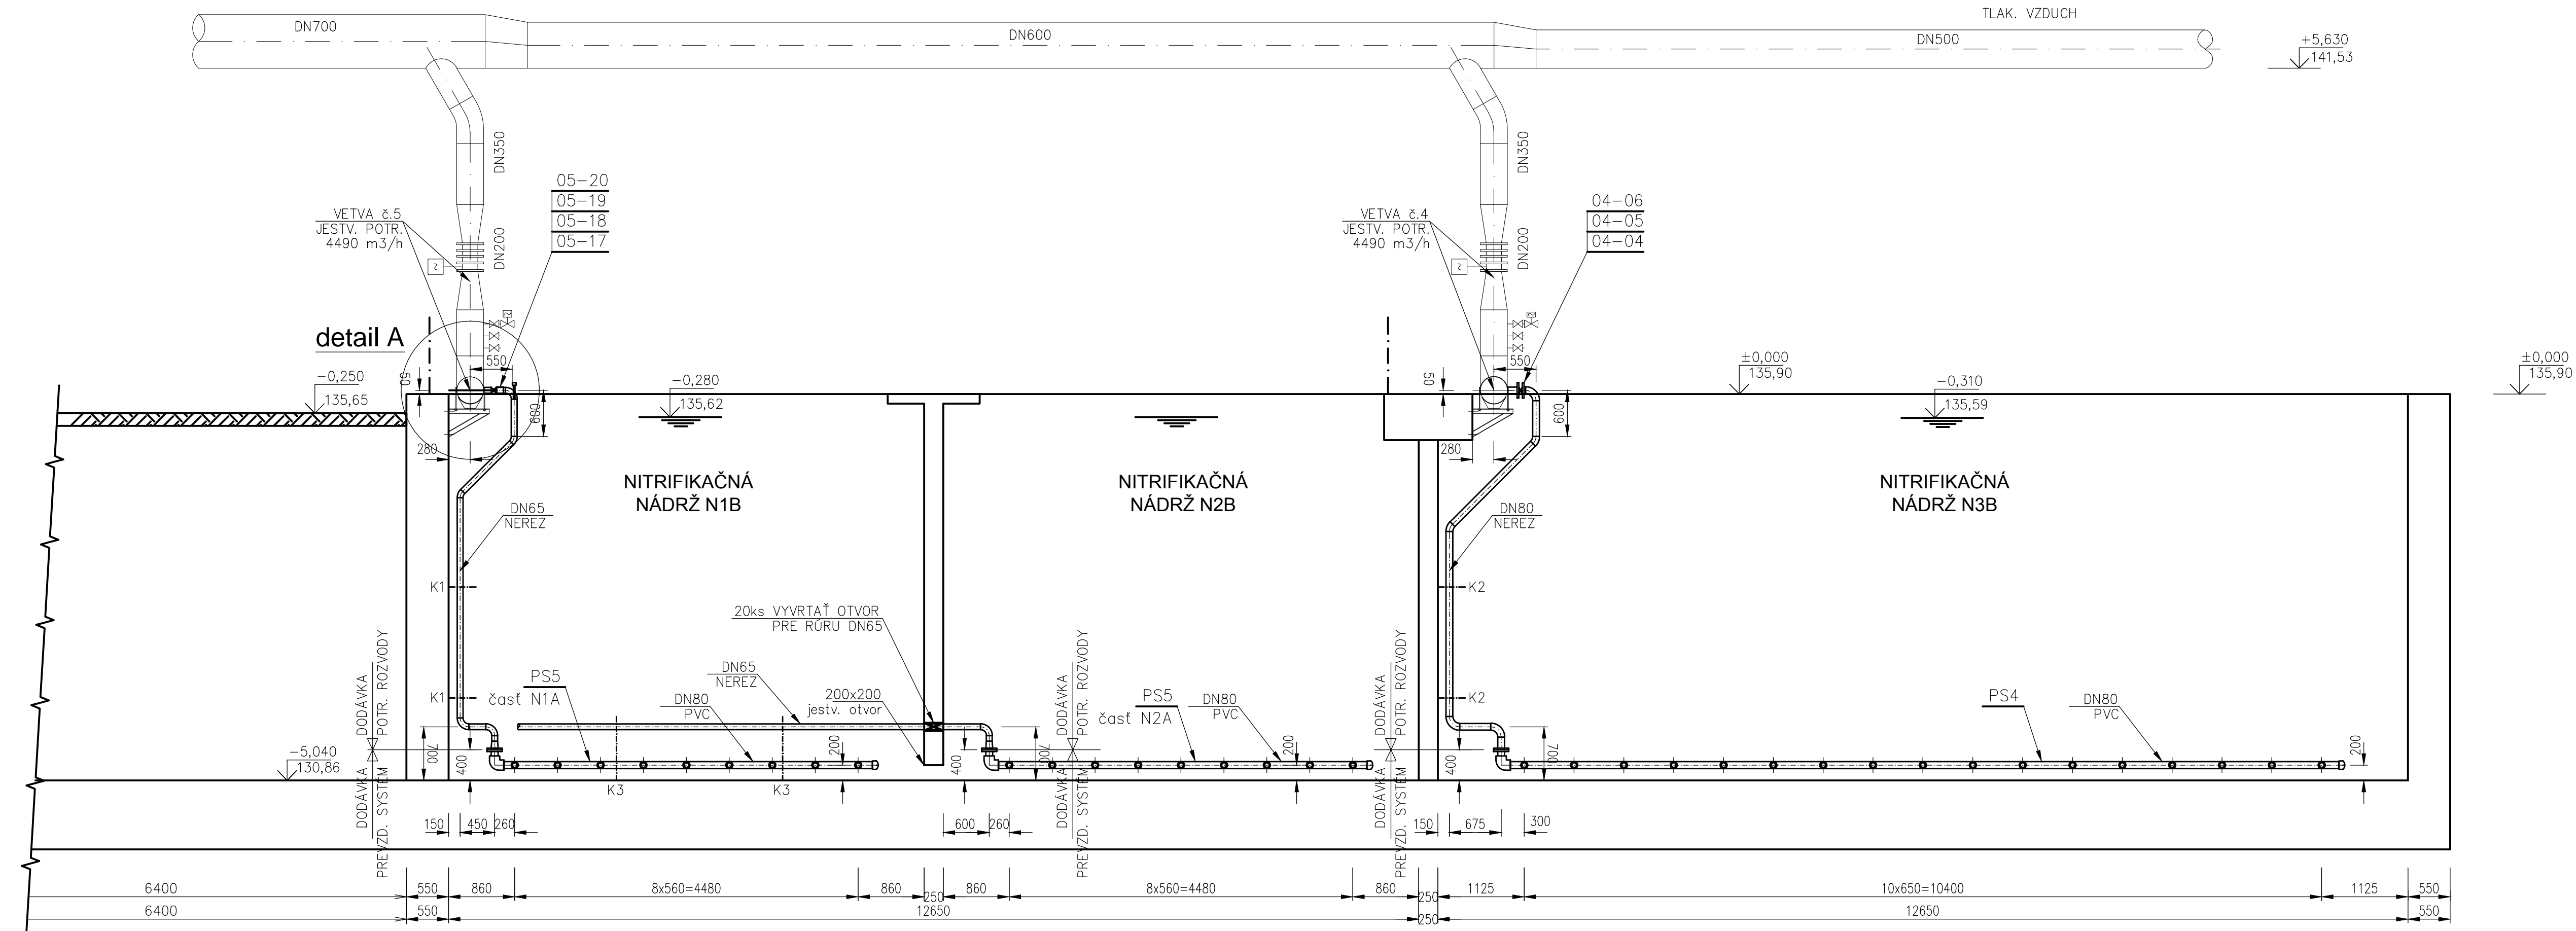 TLAK. VZDUCH
DN700
DN600
DN500
+5,630
141,53
DN350
DN350
05-20
05-19
05-18
05-17
04-06
04-05
04-04
VETVA č.5
JESTV. POTR.
4490 m3/h
DN200
2
VETVA č.4
JESTV. POTR.
4490 m3/h
DN200
2
detail A
550
550
50
50
-0,250
135,65
-0,280
135,62
±0,000
135,90
-0,310
135,59
±0,000
135,90
600
600
280
280
NITRIFIKAČNÁ
NÁDRŽ N1B
NITRIFIKAČNÁ
NÁDRŽ N2B
NITRIFIKAČNÁ
NÁDRŽ N3B
DN65
NEREZ
DN80
NEREZ
K1
K2
20ks VYVRTAŤ OTVOR
PRE RÚRU DN65
K1
K2
DN65
NEREZ
PS5
časť N1A
DN80
PVC
200x200
jestv. otvor
PS5
časť N2A
DN80
PVC
PS4
DN80
PVC
DODÁVKA
POTR. ROZVODY
DODÁVKA
PREVZD. SYSTÉM
DODÁVKA
POTR. ROZVODY
DODÁVKA
PREVZD. SYSTÉM
DODÁVKA
POTR. ROZVODY
DODÁVKA
PREVZD. SYSTÉM
-5,040
130,86
700
400
200
700
400
200
700
400
200
K3
K3
150
450
260
600
260
150
675
300
6400
550
860
8x560=4480
860
250
860
8x560=4480
860
250
1125
10x650=10400
1125
550
6400
550
12650
250
12650
550